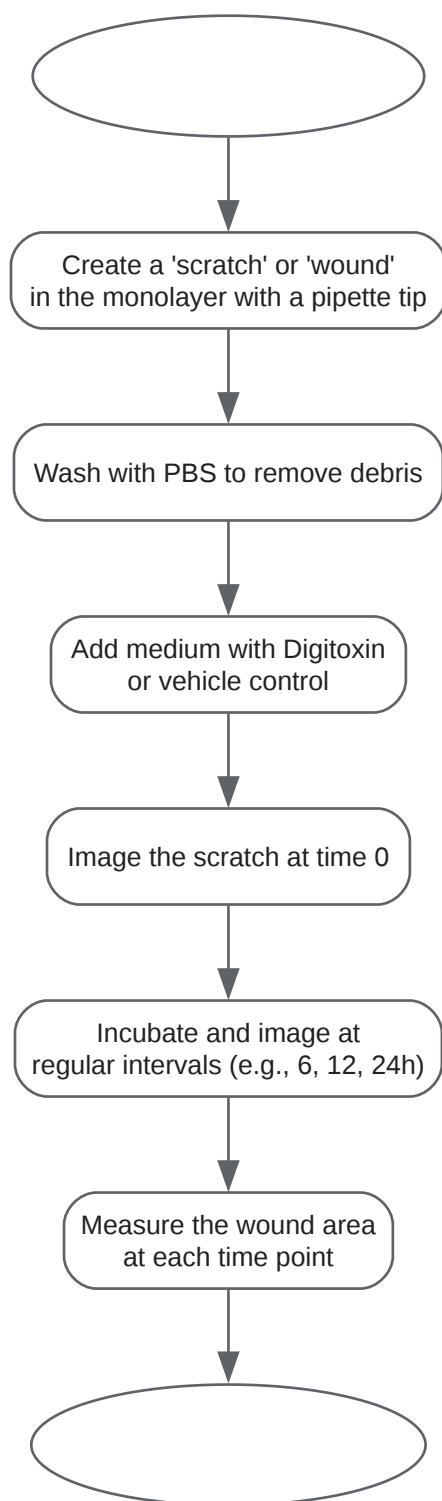 Create a 'scratch' or 'wound'
in the monolayer with a pipette tip
Wash with PBS to remove debris
Add medium with Digitoxin
or vehicle control
Image the scratch at time 0
Incubate and image at
regular intervals (e.g., 6, 12, 24h)
Measure the wound area
at each time point